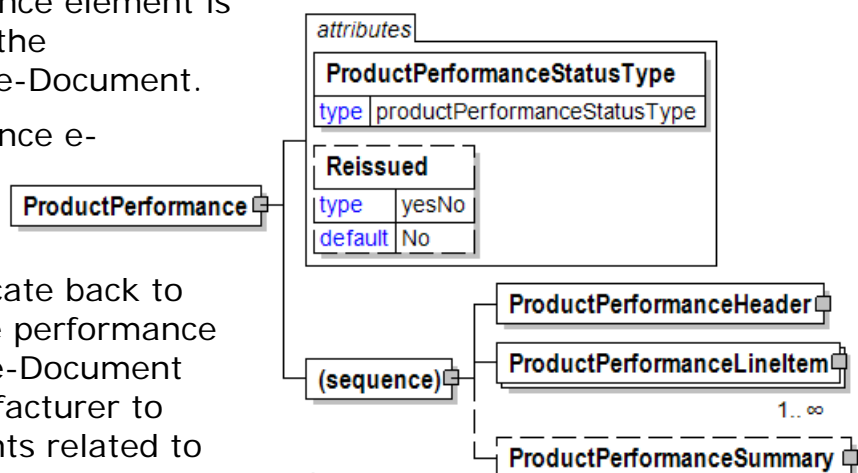 nce element is
the
e-Document.
nce e-
cate back to
e performance
e-Document
facturer to
nts related to
attributes
ProductPerformanceStatusType
type productPerformanceStatusType
Reissued
type yesNo
default No
ProductPerformance
(sequence)
ProductPerformanceHeader
ProductPerformanceLineItem
1.. ∞
ProductPerformanceSummary